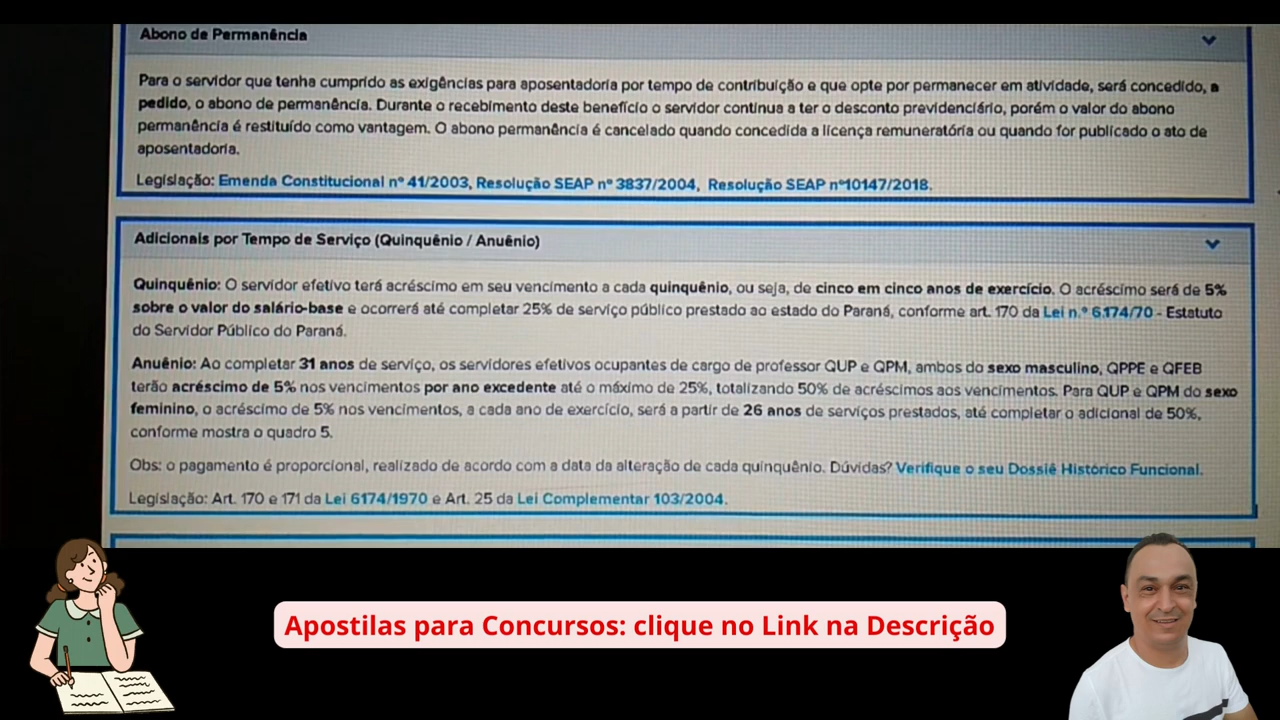 Abono de Permanência
Para o servidor que tenha cumprido as exigências para aposentadoria por tempo de contribuição e que opte por permanecer em atividade, será concedido, a
pedido, o abono de permanência. Durante o recebimento deste benefício o servidor continua a ter o desconto previdenciário, porém o valor do abono
permanência é restituído como vantagem. O abono permanência é cancelado quando concedida a licença remuneratória ou quando for publicado o ato de
aposentadoria.
Legislação: Emenda Constitucional nº 41/2003, Resolução SEAP nº 3837/2004, Resolução SEAP nº10147/2018.
Adicionais por Tempo de Serviço (Quinquênio / Anuênio)
Quinquênio: O servidor efetivo terá acréscimo em seu vencimento a cada quinquênio, ou seja, de cinco em cinco anos de exercício. O acréscimo será de 5%
sobre o valor do salário-base e ocorrerá até completar 25% de serviço público prestado ao estado do Paraná, conforme art. 170 da Lei n.º 6.174/70 - Estatuto
do Servidor Público do Paraná.
Anuênio: Ao completar 31 anos de serviço, os servidores efetivos ocupantes de cargo de professor QUP e QPM, ambos do sexo masculino, QPPE e QFEB
terão acréscimo de 5% nos vencimentos por ano excedente até o máximo de 25%, totalizando 50% de acréscimos aos vencimentos. Para QUP e QPM do sexo
feminino, o acréscimo de 5% nos vencimentos, a cada ano de exercício, será a partir de 26 anos de serviços prestados, até completar o adicional de 50%,
conforme mostra o quadro 5.
Obs: o pagamento é proporcional, realizado de acordo com a data da alteração de cada quinquênio. Dúvidas? Verifique o seu Dossiê Histórico Funcional.
Legislação: Art. 170 e 171 da Lei 6174/1970 e Art. 25 da Lei Complementar 103/2004.
Apostilas para Concursos: clique no Link na Descrição